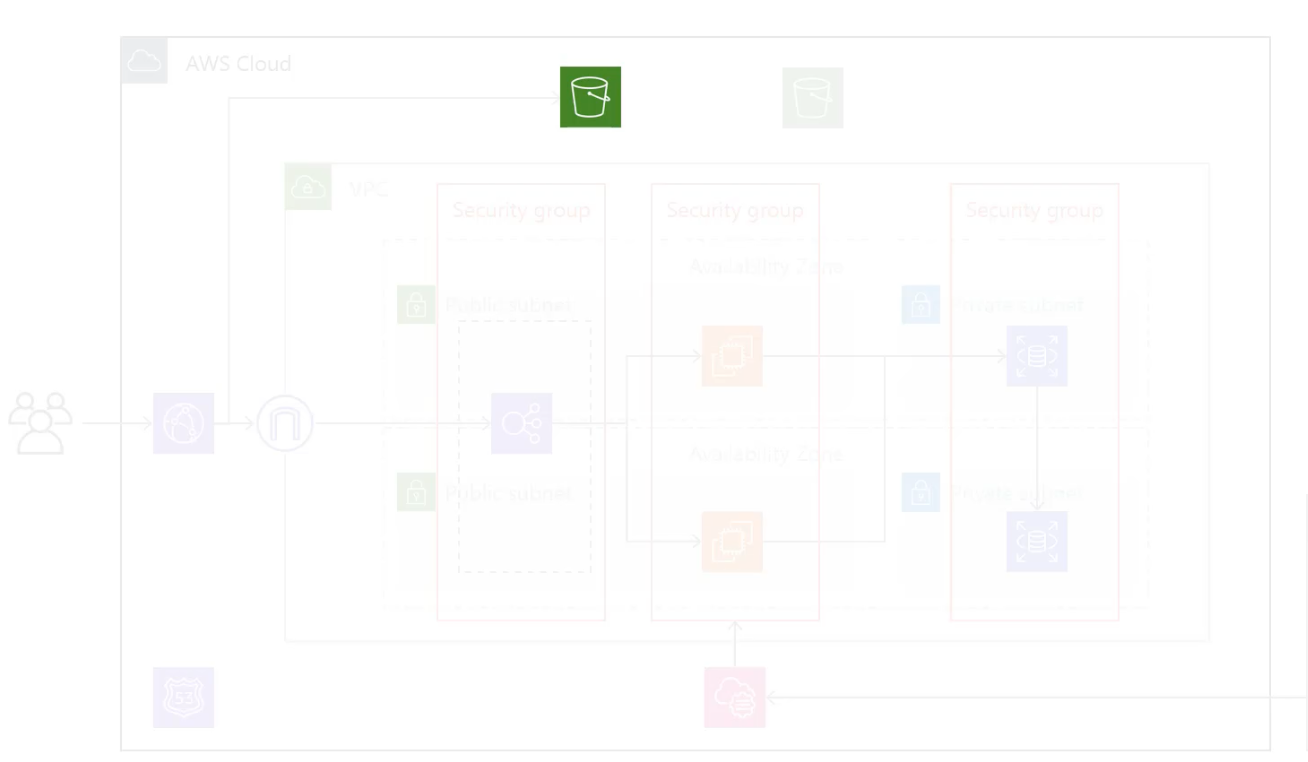 AWS Cloud
VPC
Security group
Security group
Security group
Availability Zone
Public subnet
Private subnet
Availability Zone
Public subnet
Private subnet
53